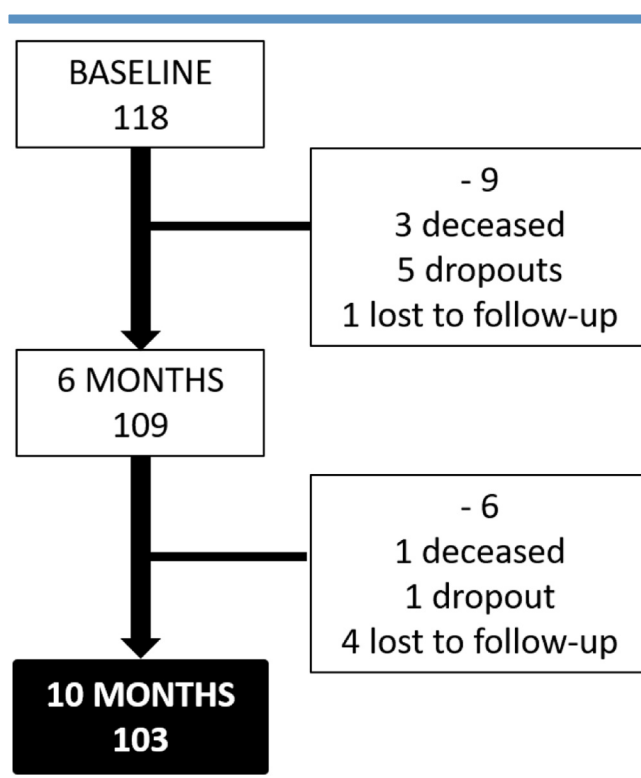 BASELINE
118
- 9
3 deceased
5 dropouts
1 lost to follow-up
6 MONTHS
109
- 6
1 deceased
1 dropout
4 lost to follow-up
10 MONTHS
103